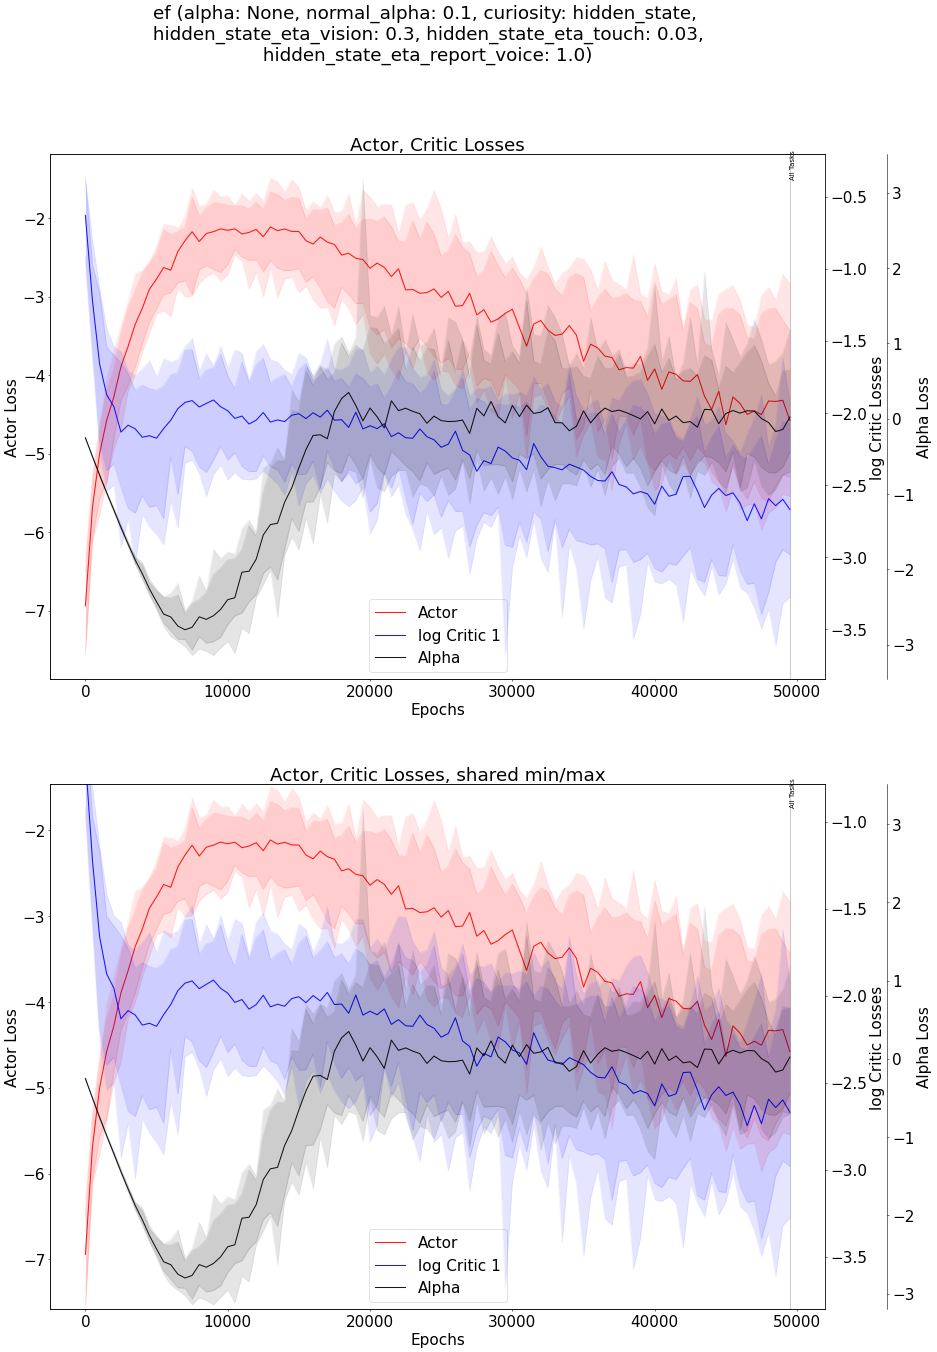 ef (alpha: None, normal_alpha: 0.1, curiosity: hidden_state,
hidden_state_eta_vision: 0.3, hidden_state_eta_touch: 0.03,
hidden_state_eta_report_voice: 1.0)
Actor, Critic Losses
All Tasks
Actor Loss
−2
−3
−4
−5
−6
−7
−0.5
−1.0
−1.5
−2.0
−2.5
−3.0
−3.5
log Critic Losses
3
2
1
0
−1
−2
−3
Alpha Loss
Actor
log Critic 1
Alpha
0
10000
20000
30000
40000
50000
Epochs
Actor, Critic Losses, shared min/max
All Tasks
Actor Loss
−2
−3
−4
−5
−6
−7
−1.0
−1.5
−2.0
−2.5
−3.0
−3.5
log Critic Losses
3
2
1
0
−1
−2
−3
Alpha Loss
Actor
log Critic 1
Alpha
0
10000
20000
30000
40000
50000
Epochs